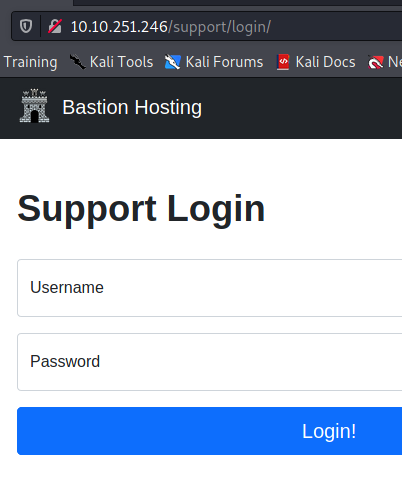 10.10.251.246/support/login/
Training Kali Tools Kali Forums Kali Docs
Bastion Hosting
Support Login
Username
Password
Login!